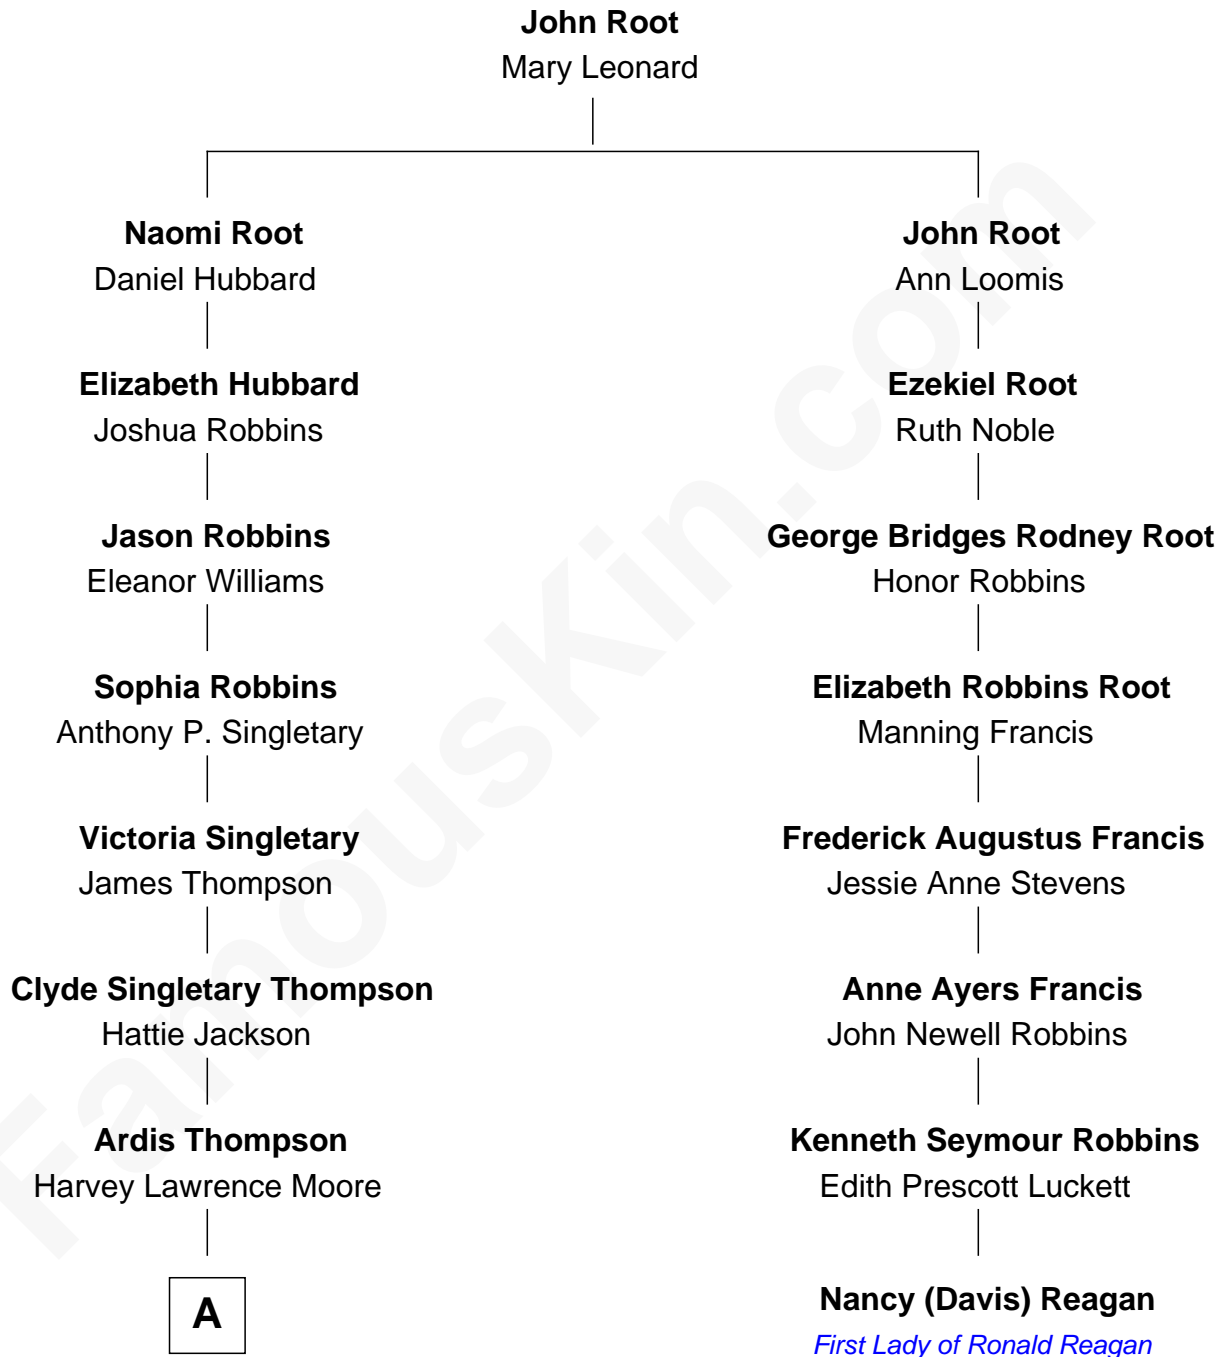 John Root
Mary Leonard
Naomi Root
Daniel Hubbard
John Root
Ann Loomis
Elizabeth Hubbard
Joshua Robbins
Ezekiel Root
Ruth Noble
Jason Robbins
Eleanor Williams
George Bridges Rodney Root
Honor Robbins
Sophia Robbins
Anthony P. Singletary
Elizabeth Robbins Root
Manning Francis
Victoria Singletary
James Thompson
Frederick Augustus Francis
Jessie Anne Stevens
Clyde Singletary Thompson
Hattie Jackson
Anne Ayers Francis
John Newell Robbins
Ardis Thompson
Harvey Lawrence Moore
Kenneth Seymour Robbins
Edith Prescott Luckett
A
Nancy (Davis) Reagan
First Lady of Ronald Reagan
FamousKin.com